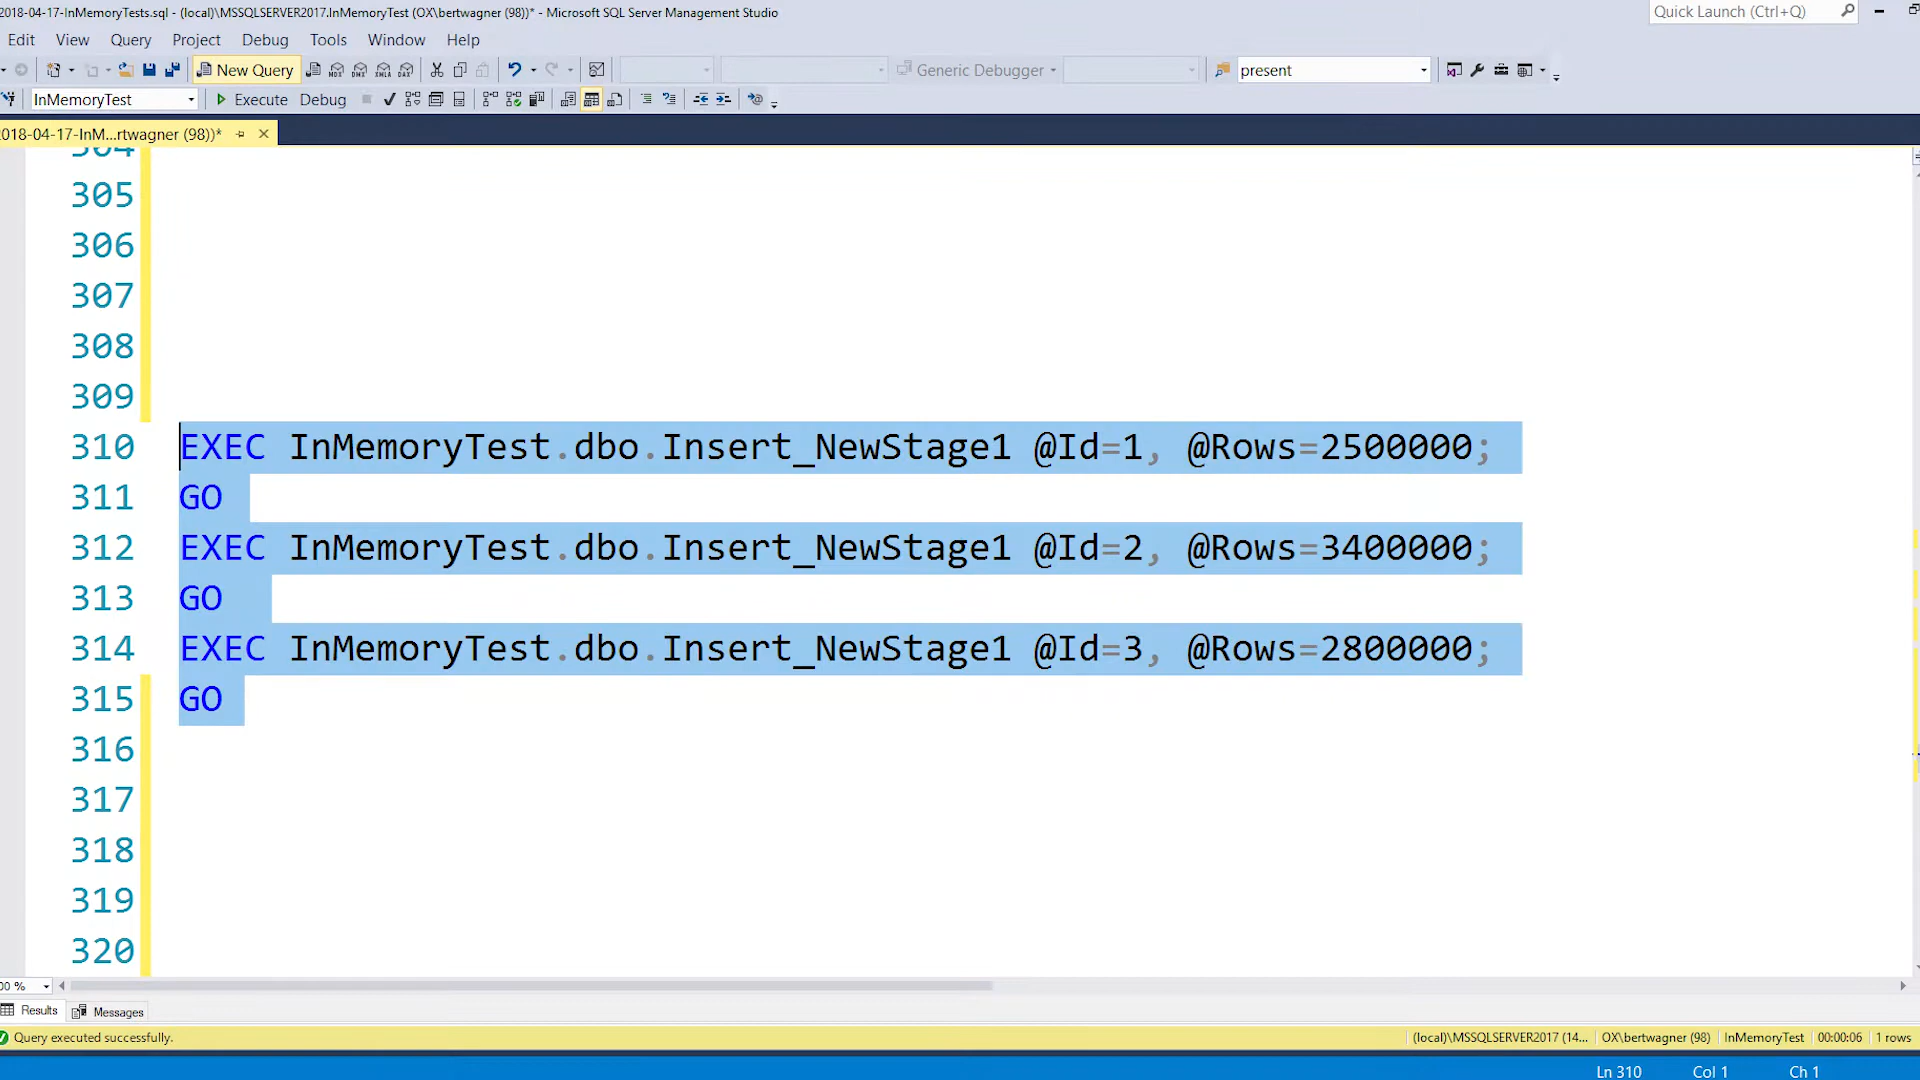 2018-04-17-InMemoryTests.sql - (local)\MSSQLSERVER2017.InMemoryTest (OX\bertwagner (98))* - Microsoft SQL Server Management Studio
Quick Launch (Ctrl+Q)
Edit View Query Project Debug Tools Window Help
New Query
Generic Debugger
present
InMemoryTest
Execute Debug
2018-04-17-InM...rtwagner (98))*
304
305
306
307
308
309
310 EXEC InMemoryTest.dbo.Insert_NewStage1 @Id=1, @Rows=2500000;
311 GO
312 EXEC InMemoryTest.dbo.Insert_NewStage1 @Id=2, @Rows=3400000;
313 GO
314 EXEC InMemoryTest.dbo.Insert_NewStage1 @Id=3, @Rows=2800000;
315 GO
316
317
318
319
320
00 %
Results Messages
Query executed successfully.
(local)\MSSQLSERVER2017 (14... OX\bertwagner (98) InMemoryTest 00:00:06 1 rows
Ln 310 Col 1 Ch 1